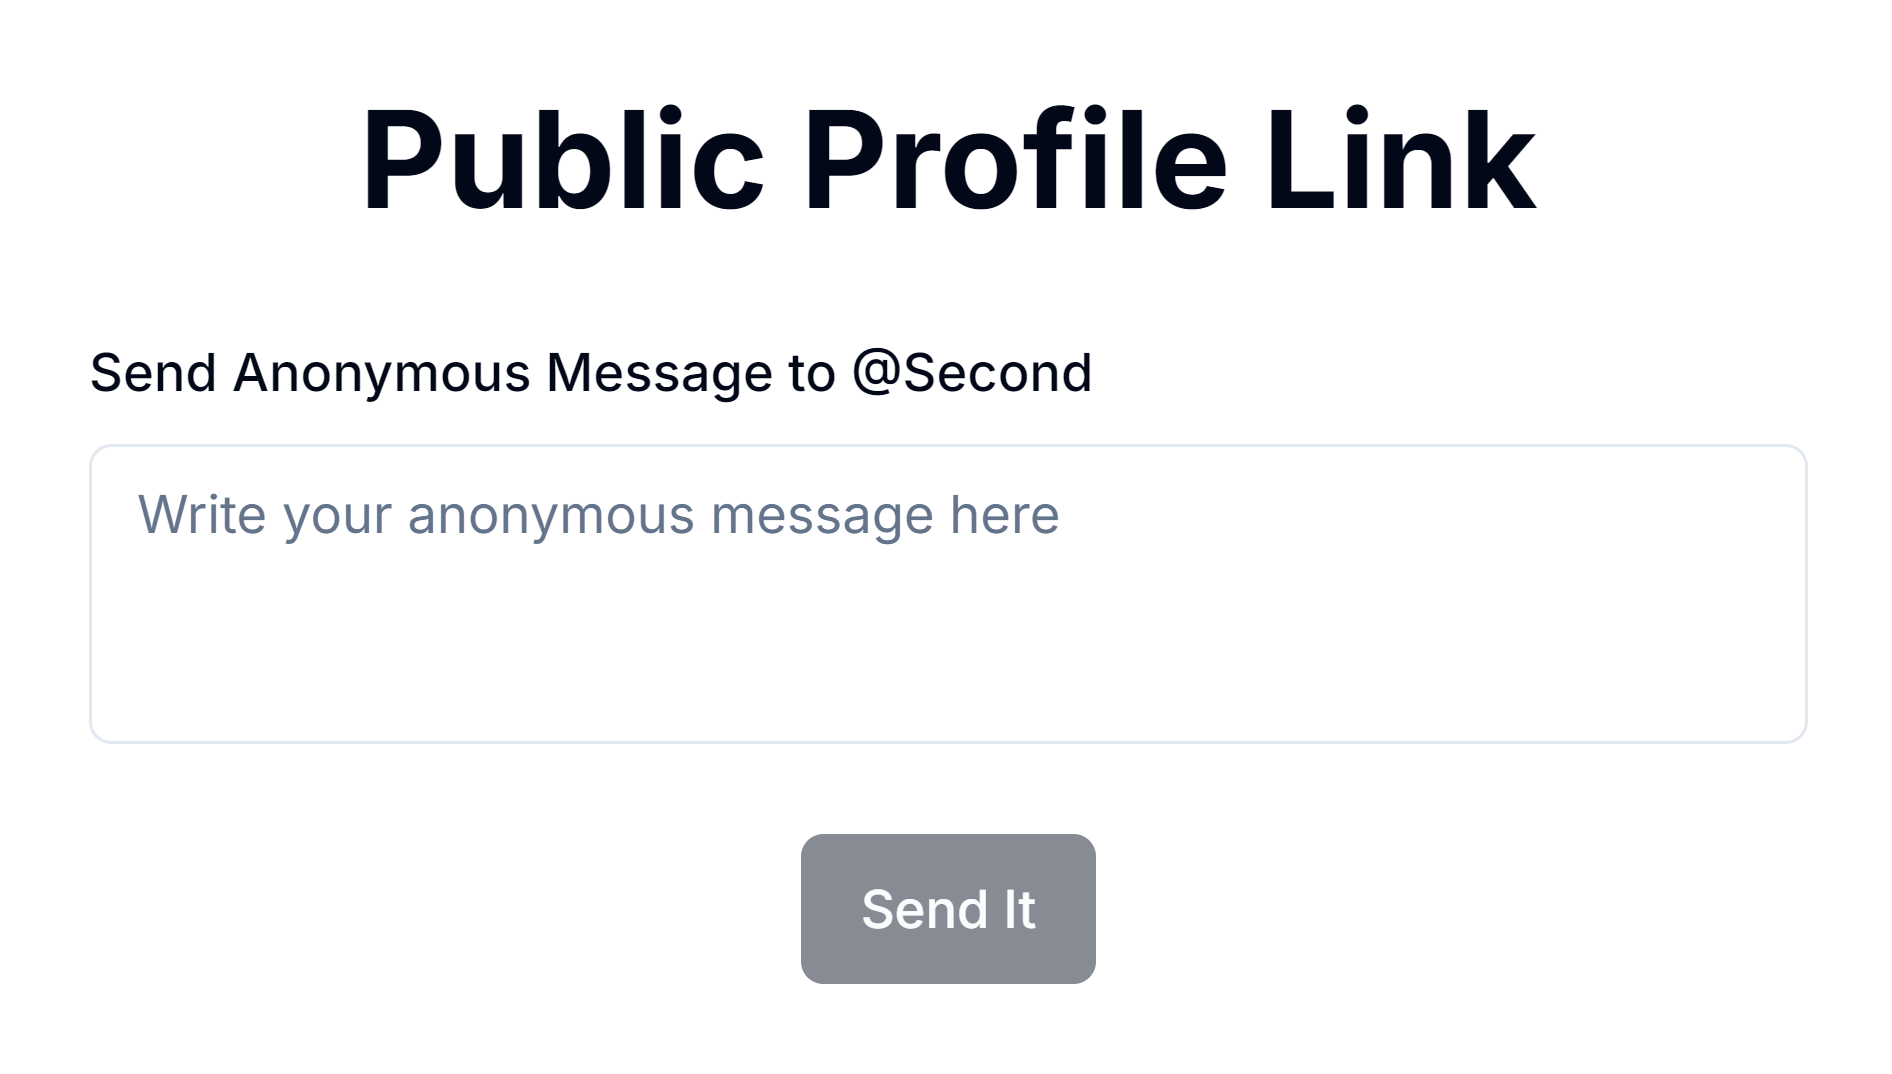 Public Profile Link
Send Anonymous Message to @Second
Write your anonymous message here
Send It